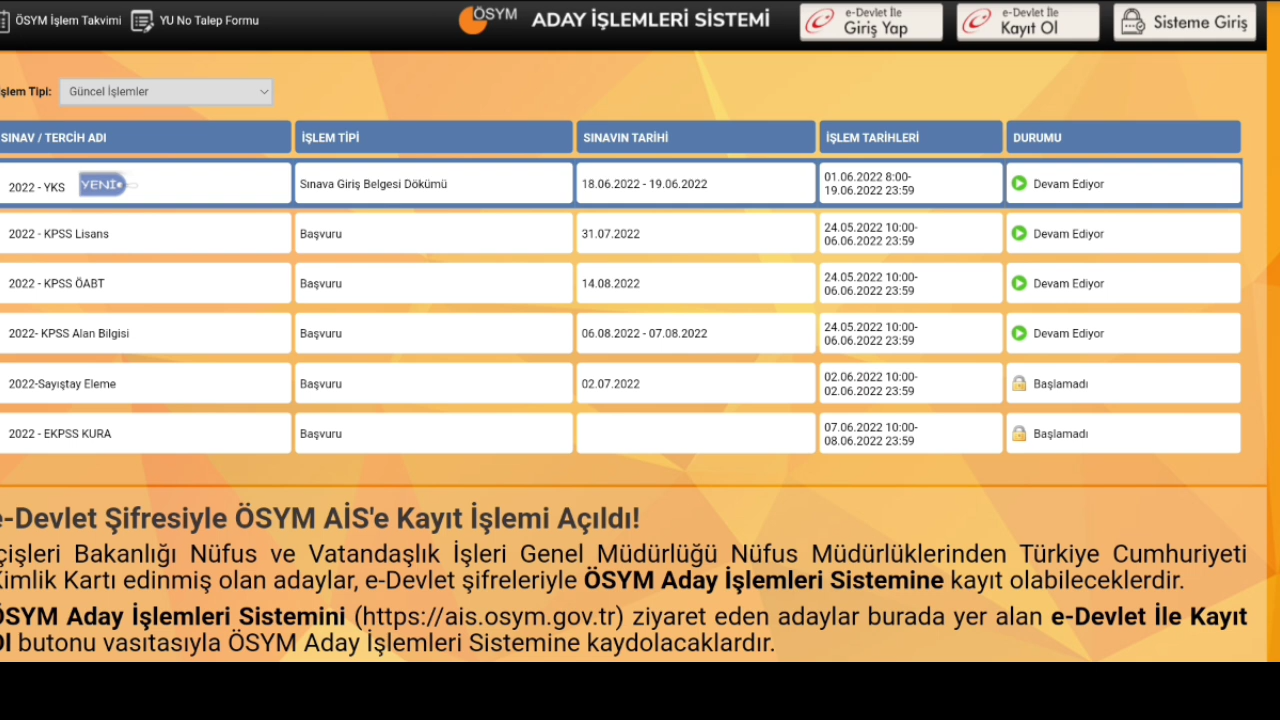 ÖSYM İşlem Takvimi YU No Talep Formu ÖSYM ADAY İŞLEMLERİ SİSTEMİ e-Devlet İle Giriş Yap e-Devlet İle Kayıt Ol Sisteme Giriş
şlem Tipi: Güncel İşlemler
SINAV / TERCİH ADI İŞLEM TİPİ SINAVIN TARİHİ İŞLEM TARİHLERİ DURUMU
2022 - YKS YENİ Sınava Giriş Belgesi Dökümü 18.06.2022 - 19.06.2022 01.06.2022 8:00- 19.06.2022 23:59 Devam Ediyor
2022 - KPSS Lisans Başvuru 31.07.2022 24.05.2022 10:00- 06.06.2022 23:59 Devam Ediyor
2022 - KPSS ÖABT Başvuru 14.08.2022 24.05.2022 10:00- 06.06.2022 23:59 Devam Ediyor
2022- KPSS Alan Bilgisi Başvuru 06.08.2022 - 07.08.2022 24.05.2022 10:00- 06.06.2022 23:59 Devam Ediyor
2022-Sayıştay Eleme Başvuru 02.07.2022 02.06.2022 10:00- 02.06.2022 23:59 Başlamadı
2022 - EKPSS KURA Başvuru 07.06.2022 10:00- 08.06.2022 23:59 Başlamadı
e-Devlet Şifresiyle ÖSYM AİS'e Kayıt İşlemi Açıldı!
çişleri Bakanlığı Nüfus ve Vatandaşlık İşleri Genel Müdürlüğü Nüfus Müdürlüklerinden Türkiye Cumhuriyeti
Kimlik Kartı edinmiş olan adaylar, e-Devlet şifreleriyle ÖSYM Aday İşlemleri Sistemine kayıt olabileceklerdir.
ÖSYM Aday İşlemleri Sistemini (https://ais.osym.gov.tr) ziyaret eden adaylar burada yer alan e-Devlet İle Kayıt
Ol butonu vasıtasıyla ÖSYM Aday İşlemleri Sistemine kaydolacaklardır.